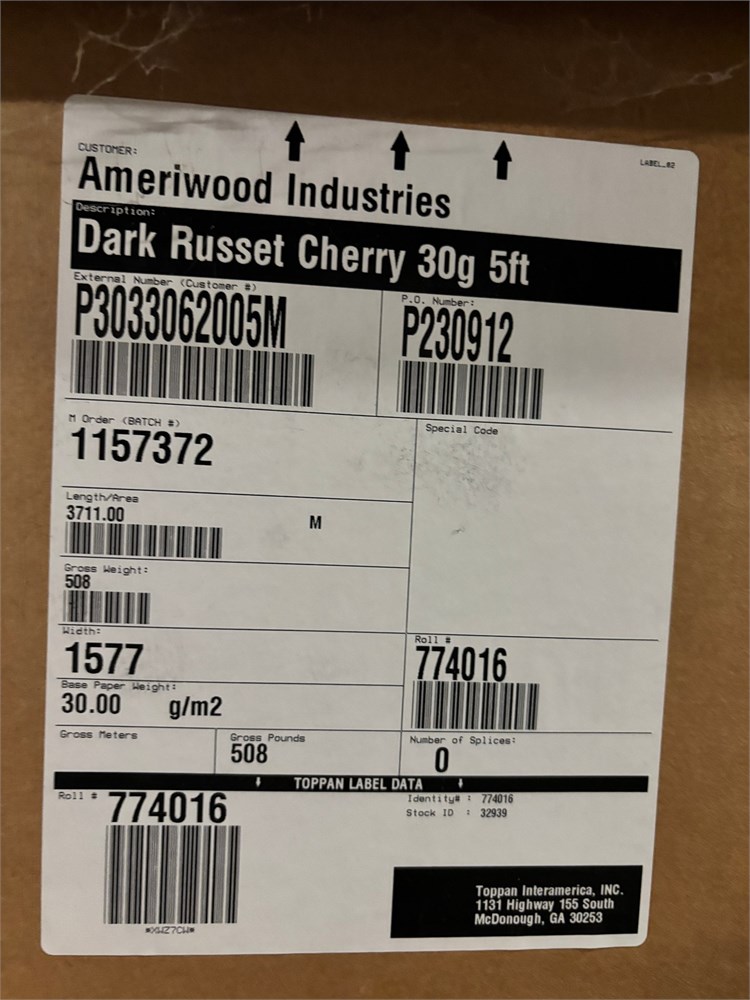 LABEL_02
CUSTOMER:
Ameriwood Industries
Description:
Dark Russet Cherry 30g 5ft
External Number (Customer #)
P3033062005M
P.O. Number:
P230912
M Order (BATCH #)
1157372
Special Code
Length/Area
3711.00 M
Gross Weight:
508
Width:
1577
Roll #
774016
Base Paper Weight:
30.00 g/m2
Gross Meters
Gross Pounds
508
Number of Splices:
0
TOPPAN LABEL DATA
Roll # 774016
Identity# : 774016
Stock ID : 32939
*XWZ7CW*
Toppan Interamerica, INC.
1131 Highway 155 South
McDonough, GA 30253